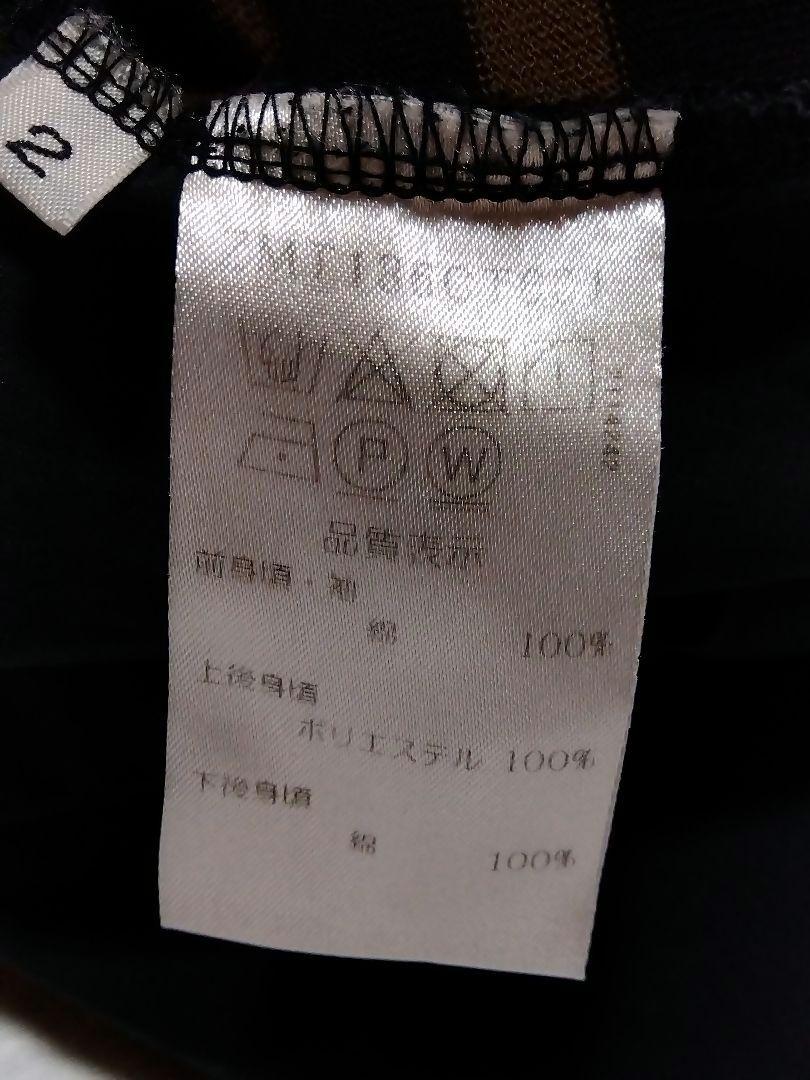 2
P W
品質表示
前身頃・袖
綿 100%
上後身頃
ポリエステル 100%
下後身頃
綿 100%